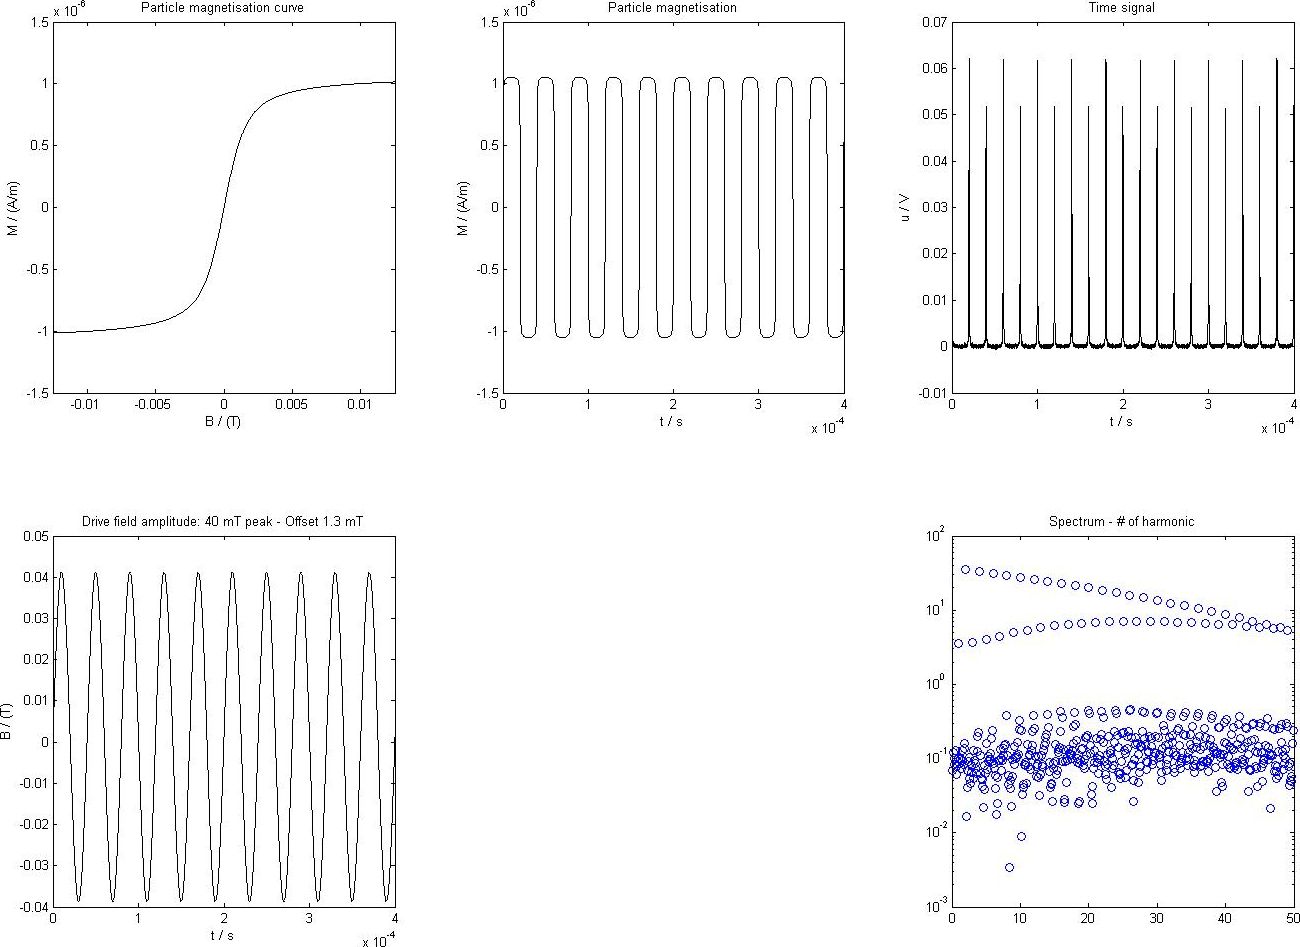 Particle magnetisation curve
x 10^-6
1.5
1
0.5
0
-0.5
-1
-1.5
M / (A/m)
-0.01 -0.005 0 0.005 0.01
B / (T)
Particle magnetisation
x 10^-6
1.5
1
0.5
0
-0.5
-1
-1.5
M / (A/m)
0 1 2 3 4
t / s
x 10^-4
Time signal
0.07
0.06
0.05
0.04
0.03
0.02
0.01
0
-0.01
u / V
0 1 2 3 4
t / s
x 10^-4
Drive field amplitude: 40 mT peak - Offset 1.3 mT
0.05
0.04
0.03
0.02
0.01
0
-0.01
-0.02
-0.03
-0.04
B / (T)
0 1 2 3 4
t / s
x 10^-4
Spectrum - # of harmonic
10^2
10^1
10^0
10^-1
10^-2
10^-3
0 10 20 30 40 50